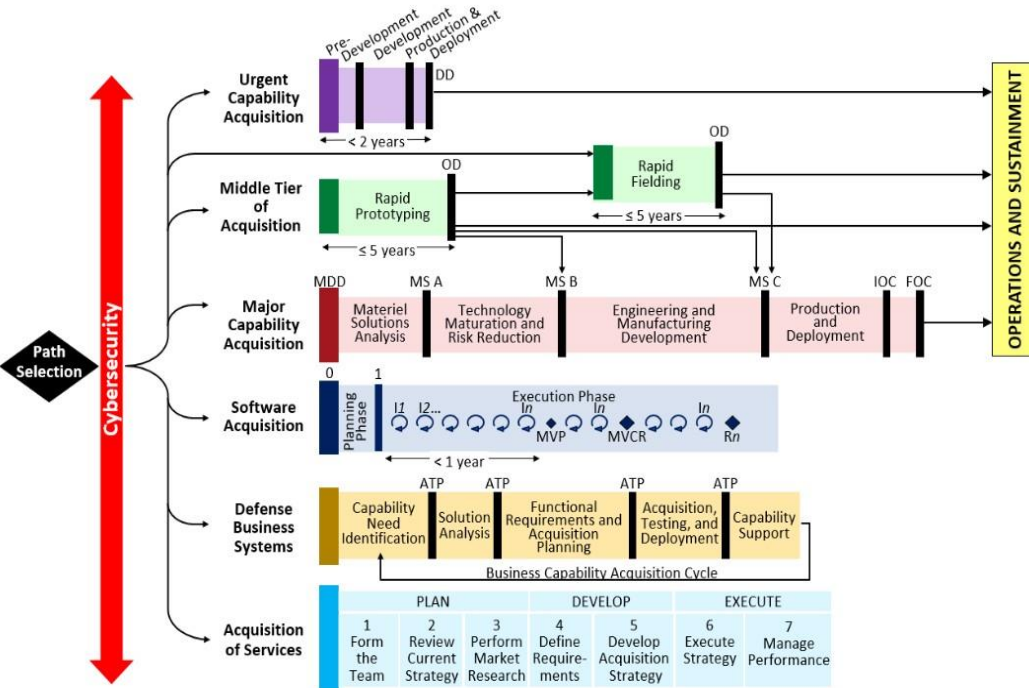 Pre-
Development
Development
Production &
Deployment
Urgent
Capability
Acquisition
DD
< 2 years
OD
Rapid
Fielding
≤ 5 years
Middle Tier
of
Acquisition
OD
Rapid
Prototyping
≤ 5 years
OPERATIONS AND SUSTAINMENT
Cybersecurity
Path
Selection
Major
Capability
Acquisition
MDD
MS A
MS B
MS C
IOC
FOC
Materiel
Solutions
Analysis
Technology
Maturation and
Risk Reduction
Engineering and
Manufacturing
Development
Production
and
Deployment
Software
Acquisition
0
1
Planning
Phase
Execution Phase
I1
I2...
In
In
In
MVP
MVCR
Rn
< 1 year
Defense
Business
Systems
ATP
ATP
ATP
ATP
Capability
Need
Identification
Solution
Analysis
Functional
Requirements and
Acquisition
Planning
Acquisition,
Testing, and
Deployment
Capability
Support
Business Capability Acquisition Cycle
Acquisition
of Services
PLAN
DEVELOP
EXECUTE
1
Form
the
Team
2
Review
Current
Strategy
3
Perform
Market
Research
4
Define
Require-
ments
5
Develop
Acquisition
Strategy
6
Execute
Strategy
7
Manage
Performance